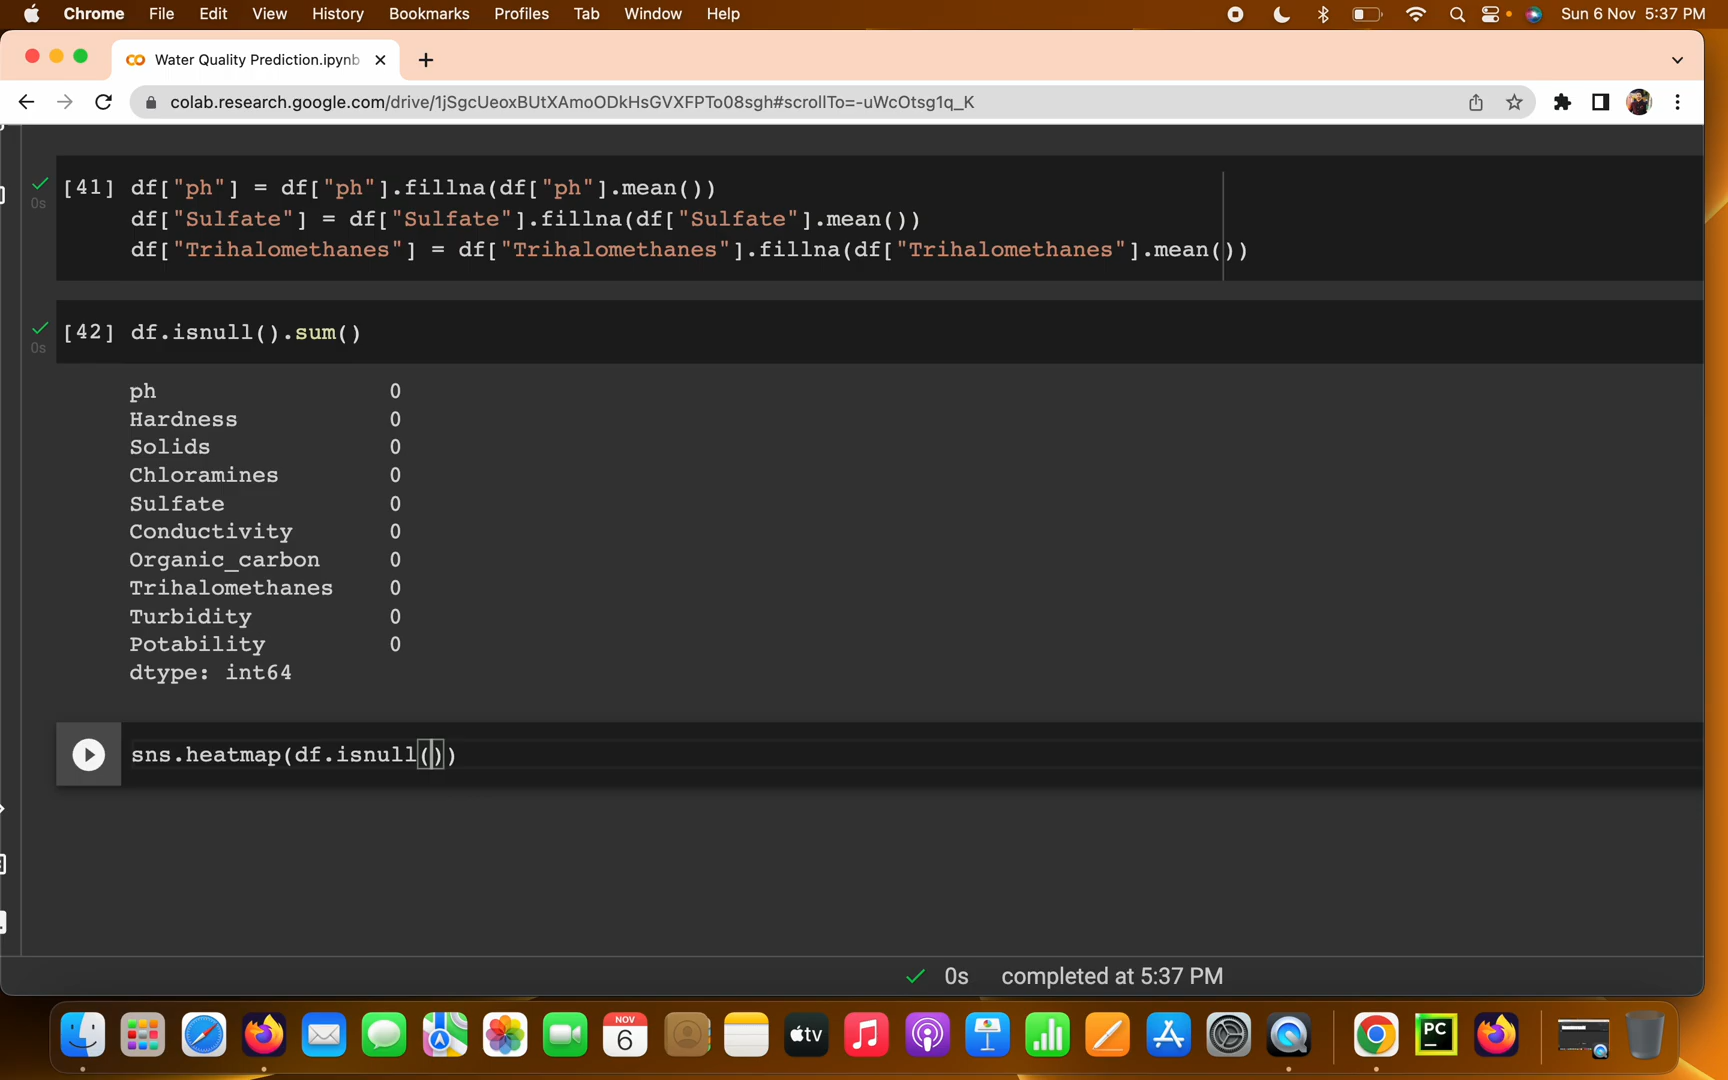 Chrome File Edit View History Bookmarks Profiles Tab Window Help Sun 6 Nov 5:37 PM
Water Quality Prediction.ipynb
colab.research.google.com/drive/1jSgcUeoxBUtXAmoODkHsGVXFPTo08sgh#scrollTo=-uWcOtsg1q_K
[41] df["ph"] = df["ph"].fillna(df["ph"].mean())
0s
df["Sulfate"] = df["Sulfate"].fillna(df["Sulfate"].mean())
df["Trihalomethanes"] = df["Trihalomethanes"].fillna(df["Trihalomethanes"].mean())
[42] df.isnull().sum()
0s
ph 0
Hardness 0
Solids 0
Chloramines 0
Sulfate 0
Conductivity 0
Organic_carbon 0
Trihalomethanes 0
Turbidity 0
Potability 0
dtype: int64
sns.heatmap(df.isnull())
0s completed at 5:37 PM
NOV
6
tv
PC